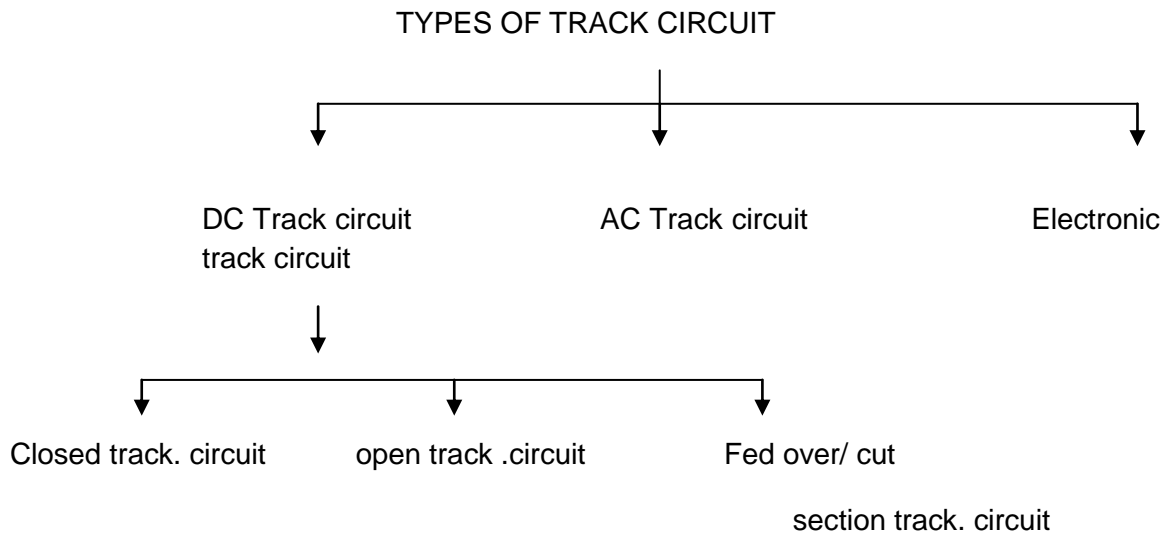 TYPES OF TRACK CIRCUIT
DC Track circuit AC Track circuit Electronic
track circuit
Closed track. circuit open track .circuit Fed over/ cut
section track. circuit